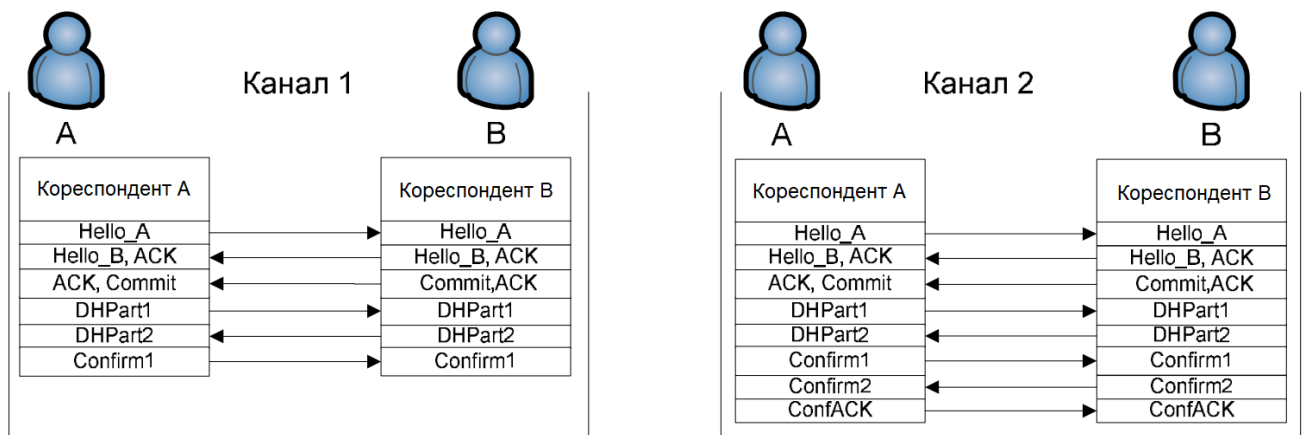 Канал 1
A
B
Кореспондент А
Кореспондент В
Hello_A
Hello_A
Hello_B, ACK
Hello_B, ACK
ACK, Commit
Commit,ACK
DHPart1
DHPart1
DHPart2
DHPart2
Confirm1
Confirm1
Канал 2
A
B
Кореспондент А
Кореспондент В
Hello_A
Hello_A
Hello_B, ACK
Hello_B, ACK
ACK, Commit
Commit,ACK
DHPart1
DHPart1
DHPart2
DHPart2
Confirm1
Confirm1
Confirm2
Confirm2
ConfACK
ConfACK